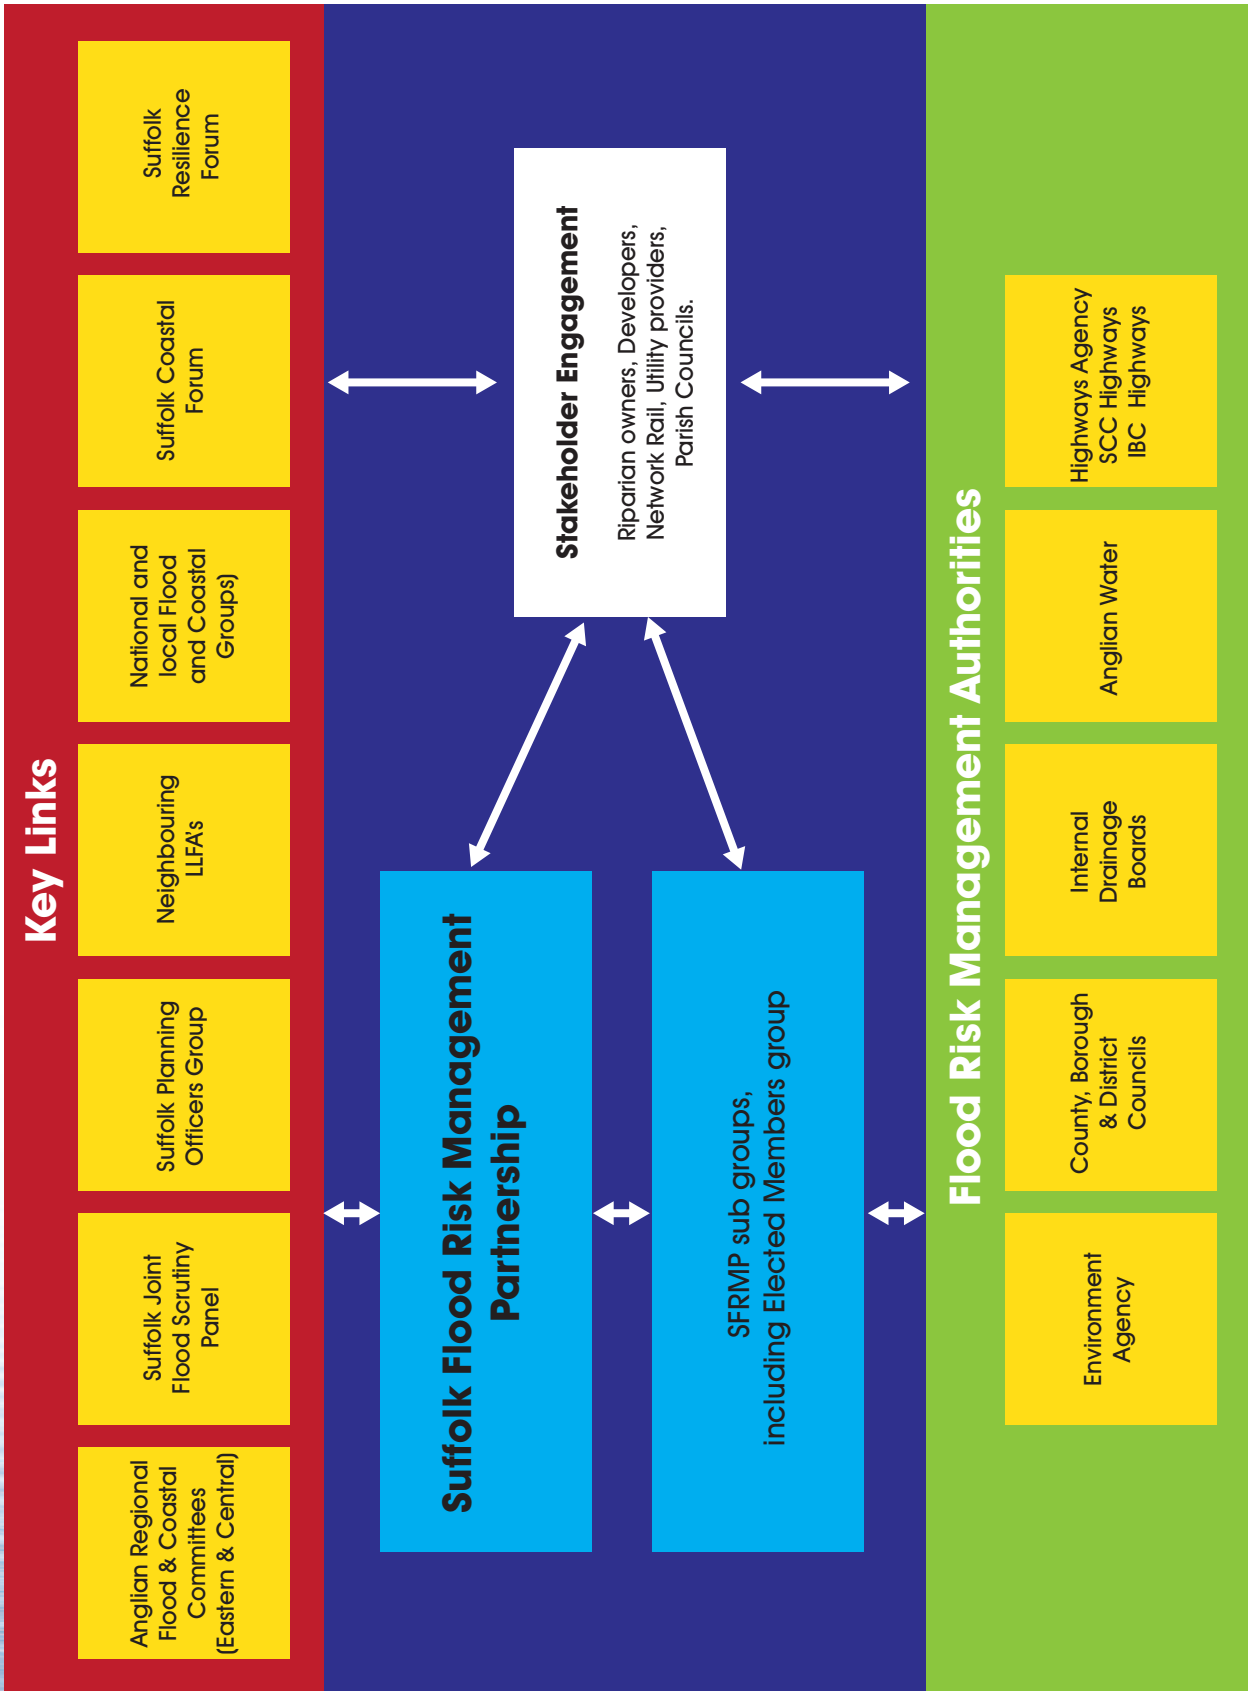 Key Links
Anglian Regional
Flood & Coastal
Committees
(Eastern & Central)
Suffolk Joint
Flood Scrutiny
Panel
Suffolk Planning
Officers Group
Neighbouring
LLFA's
National and
local Flood
and Coastal
Groups)
Suffolk Coastal
Forum
Suffolk
Resilience
Forum
Suffolk Flood Risk Management
Partnership
SFRMP sub groups,
including Elected Members group
Stakeholder Engagement
Riparian owners, Developers,
Network Rail, Utility providers,
Parish Councils.
Flood Risk Management Authorities
Environment
Agency
County, Borough
& District
Councils
Internal
Drainage
Boards
Anglian Water
Highways Agency
SCC Highways
IBC Highways